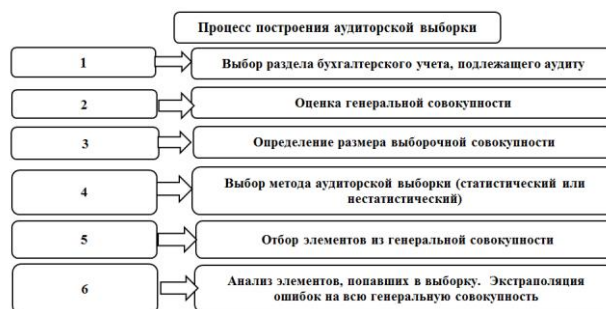 Процесс построения аудиторской выборки
1
Выбор раздела бухгалтерского учета, подлежащего аудиту
2
Оценка генеральной совокупности
3
Определение размера выборочной совокупности
4
Выбор метода аудиторской выборки (статистический или
нестатистический)
5
Отбор элементов из генеральной совокупности
6
Анализ элементов, попавших в выборку. Экстраполяция
ошибок на всю генеральную совокупность